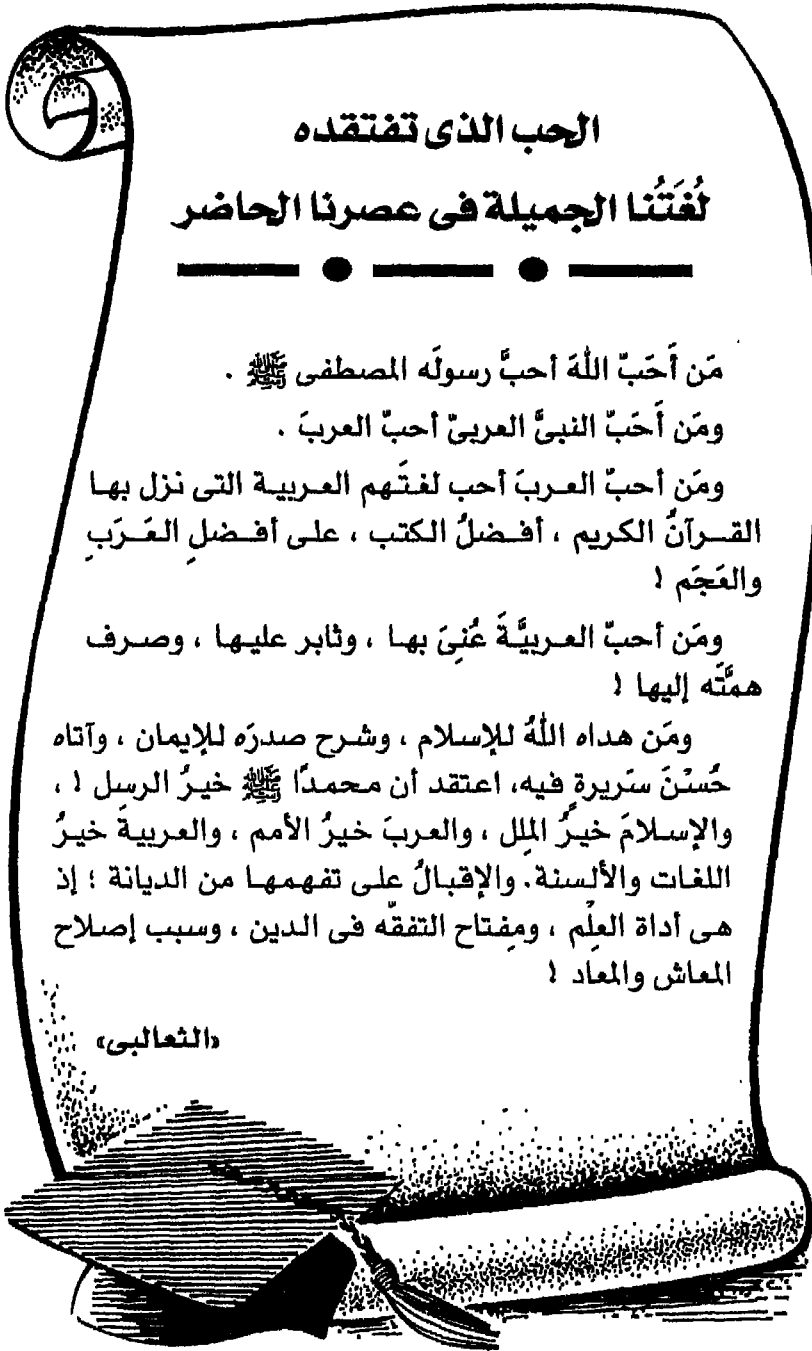 الحب الذى تفتقده
لُغَتُنا الجميلة فى عصرنا الحاضر
مَن أَحَبَّ اللهَ أحبَّ رسولَه المصطفى ﷺ .
ومَن أَحَبَّ النبىَّ العربىّ أحبَّ العربَ .
ومَن أحبَّ العربَ أحب لغتَهم العربية التى نزل بها
القرآنُ الكريم ، أفضلُ الكتب ، على أفضلِ العَرَبِ
والعَجَم !
ومَن أحبّ العربيَّةَ عُنِىَ بها ، وثابر عليها ، وصرف
همَّتَه إليها !
ومَن هداه اللهُ للإسلام ، وشرح صدرَه للإيمان ، وآتاه
حُسْنَ سَريرةٍ فيه، اعتقد أن محمدًا ﷺ خيرُ الرسل ! ،
والإسلامَ خيرُ المِلل ، والعربَ خيرُ الأمم ، والعربيةَ خيرُ
اللغات والألسنة. والإقبالُ على تفهمها من الديانة ؛ إذ
هى أداة العِلْم ، ومِفتاح التفقّه فى الدين ، وسبب إصلاح
المعاش والمعاد !
«الثعالبى»